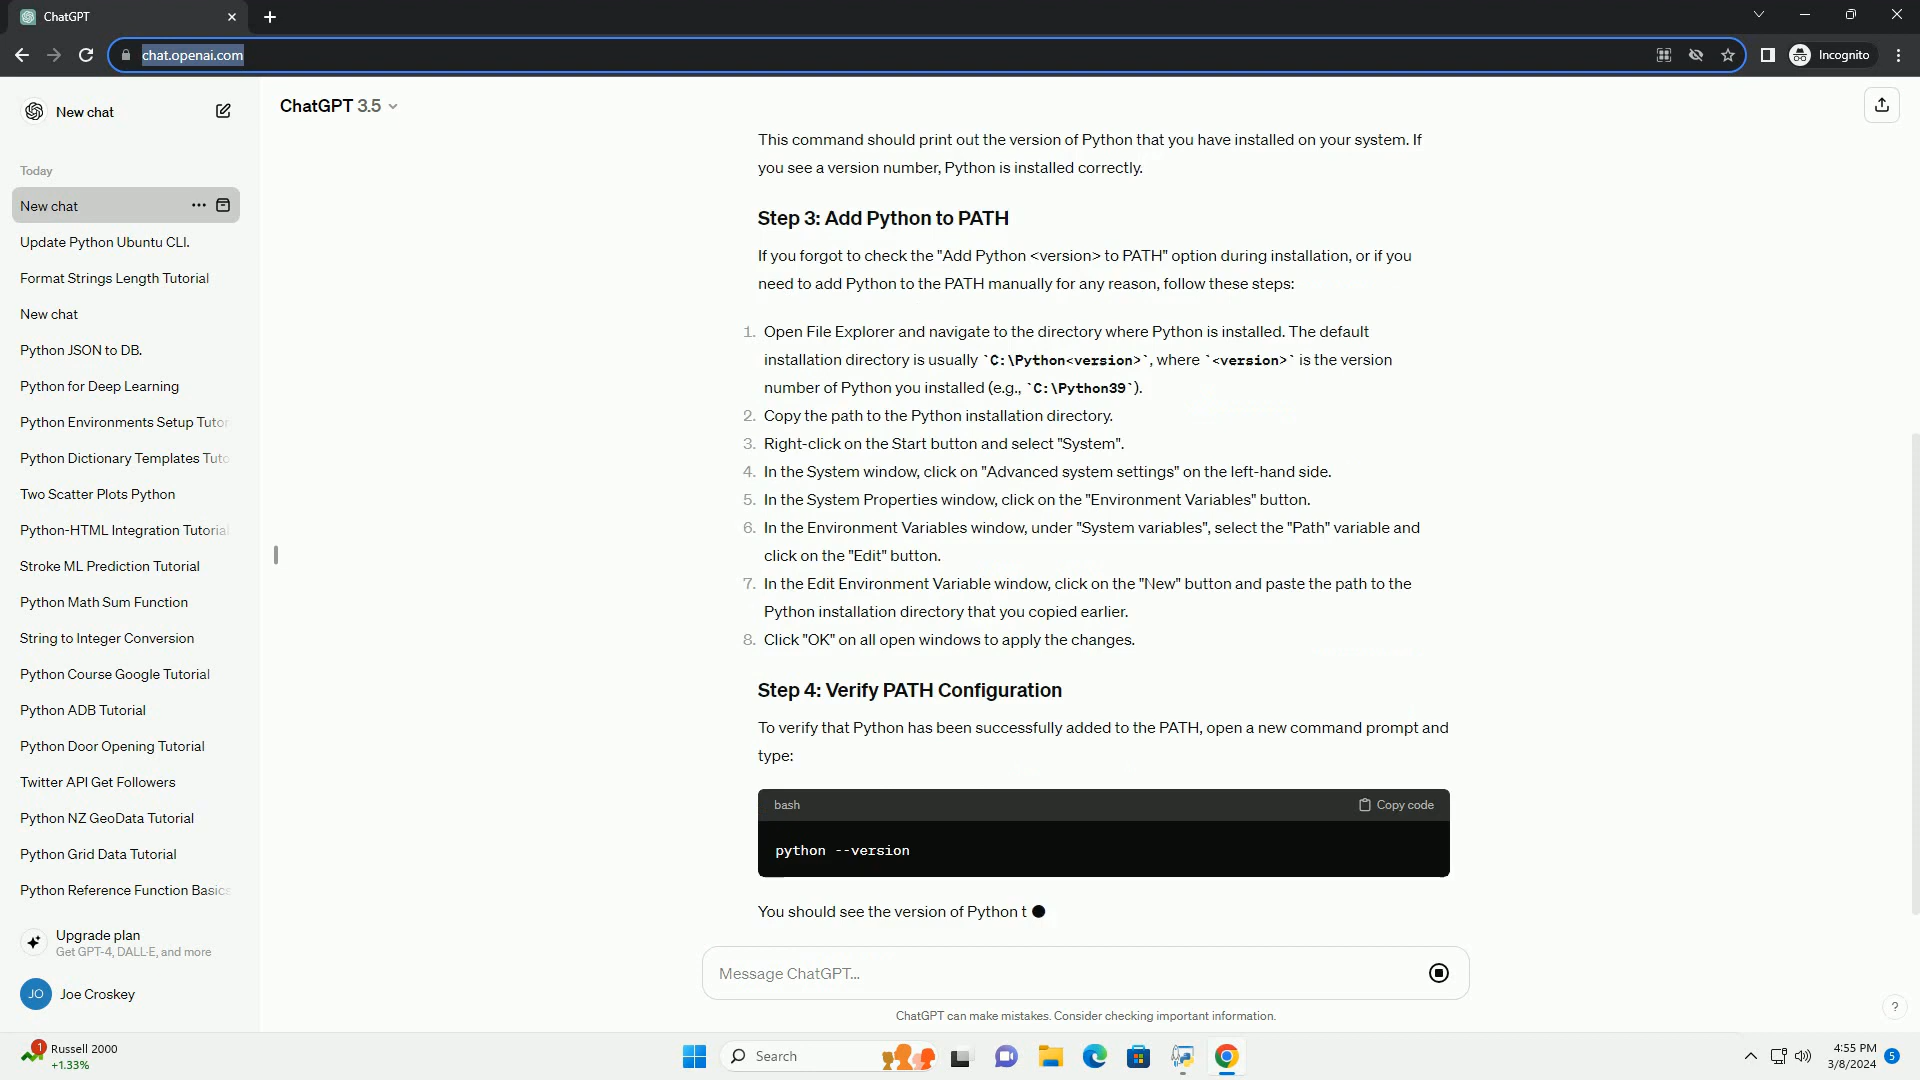 ChatGPT
chat.openai.com
Incognito
New chat
ChatGPT 3.5
Today
New chat
Update Python Ubuntu CLI.
Format Strings Length Tutorial
New chat
Python JSON to DB.
Python for Deep Learning
Python Environments Setup Tutor
Python Dictionary Templates Tuto
Two Scatter Plots Python
Python-HTML Integration Tutorial
Stroke ML Prediction Tutorial
Python Math Sum Function
String to Integer Conversion
Python Course Google Tutorial
Python ADB Tutorial
Python Door Opening Tutorial
Twitter API Get Followers
Python NZ GeoData Tutorial
Python Grid Data Tutorial
Python Reference Function Basics
Upgrade plan
Get GPT-4, DALL·E, and more
JO Joe Croskey
This command should print out the version of Python that you have installed on your system. If
you see a version number, Python is installed correctly.
Step 3: Add Python to PATH
If you forgot to check the "Add Python <version> to PATH" option during installation, or if you
need to add Python to the PATH manually for any reason, follow these steps:
1. Open File Explorer and navigate to the directory where Python is installed. The default
installation directory is usually `C:\Python<version>`, where `<version>` is the version
number of Python you installed (e.g., `C:\Python39`).
2. Copy the path to the Python installation directory.
3. Right-click on the Start button and select "System".
4. In the System window, click on "Advanced system settings" on the left-hand side.
5. In the System Properties window, click on the "Environment Variables" button.
6. In the Environment Variables window, under "System variables", select the "Path" variable and
click on the "Edit" button.
7. In the Edit Environment Variable window, click on the "New" button and paste the path to the
Python installation directory that you copied earlier.
8. Click "OK" on all open windows to apply the changes.
Step 4: Verify PATH Configuration
To verify that Python has been successfully added to the PATH, open a new command prompt and
type:
bash Copy code
python --version
You should see the version of Python t
Message ChatGPT...
ChatGPT can make mistakes. Consider checking important information.
?
1 Russell 2000
+1.33%
Search
4:55 PM
3/8/2024
5